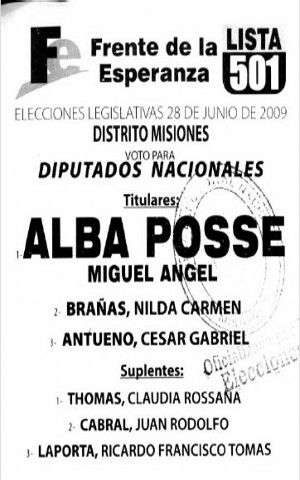 Fe Frente de la Esperanza
LISTA 501
ELECCIONES LEGISLATIVAS 28 DE JUNIO DE 2009
DISTRITO MISIONES
VOTO PARA
DIPUTADOS NACIONALES
Titulares:
1- ALBA POSSE
MIGUEL ANGEL
2- BRAÑAS, NILDA CARMEN
3- ANTUENO, CESAR GABRIEL
Suplentes:
1- THOMAS, CLAUDIA ROSSANA
2- CABRAL, JUAN RODOLFO
3- LAPORTA, RICARDO FRANCISCO TOMAS